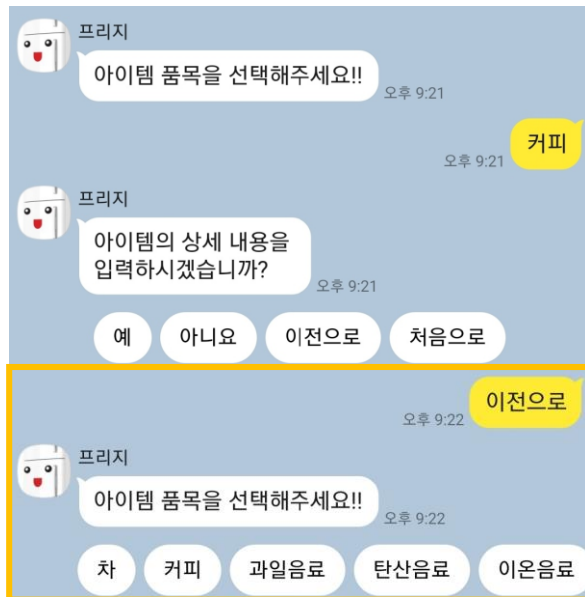 프리지
아이템 품목을 선택해주세요!!
오후 9:21
커피
오후 9:21
프리지
아이템의 상세 내용을
입력하시겠습니까?
오후 9:21
예 아니요 이전으로 처음으로
이전으로
오후 9:22
프리지
아이템 품목을 선택해주세요!!
오후 9:22
차 커피 과일음료 탄산음료 이온음료